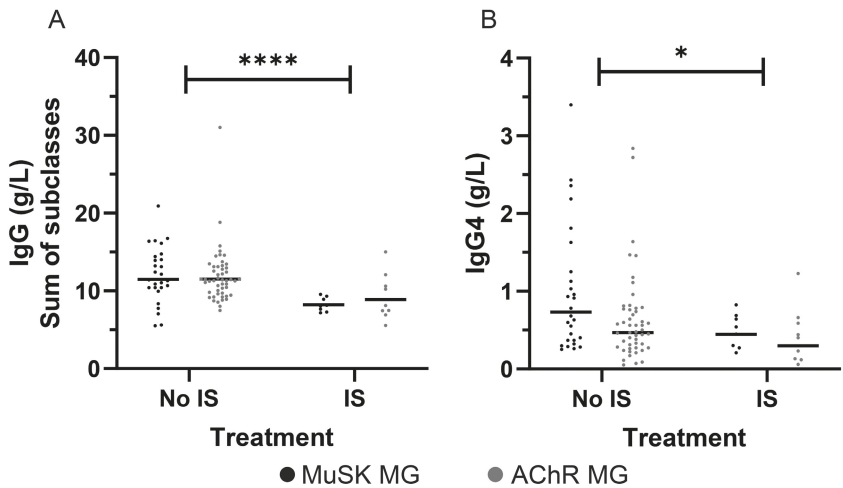 A
IgG (g/L)
Sum of subclasses
40
30
20
10
0
****
No IS
IS
Treatment
B
IgG4 (g/L)
4
3
2
1
0
*
No IS
IS
Treatment
MuSK MG
AChR MG